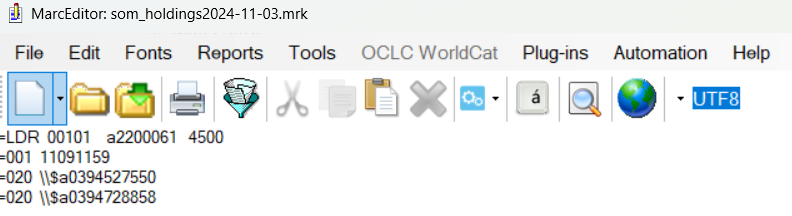 MarcEditor: som_holdings2024-11-03.mrk
File Edit Fonts Reports Tools OCLC WorldCat Plug-ins Automation Help
á UTF8
=LDR 00101 a2200061 4500
=001 11091159
=020 \\$a0394527550
=020 \\$a0394728858